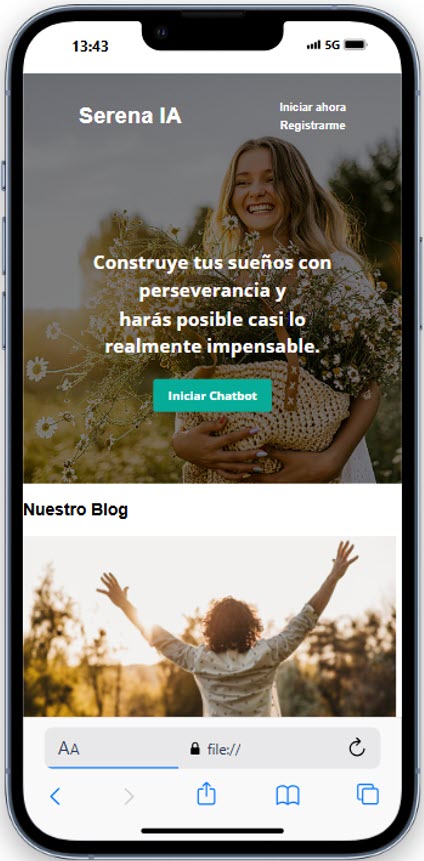 13:43
5G
Serena IA
Iniciar ahora
Registrarme
Construye tus sueños con
perseverancia y
harás posible casi lo
realmente impensable.
Iniciar Chatbot
Nuestro Blog
AA
file://